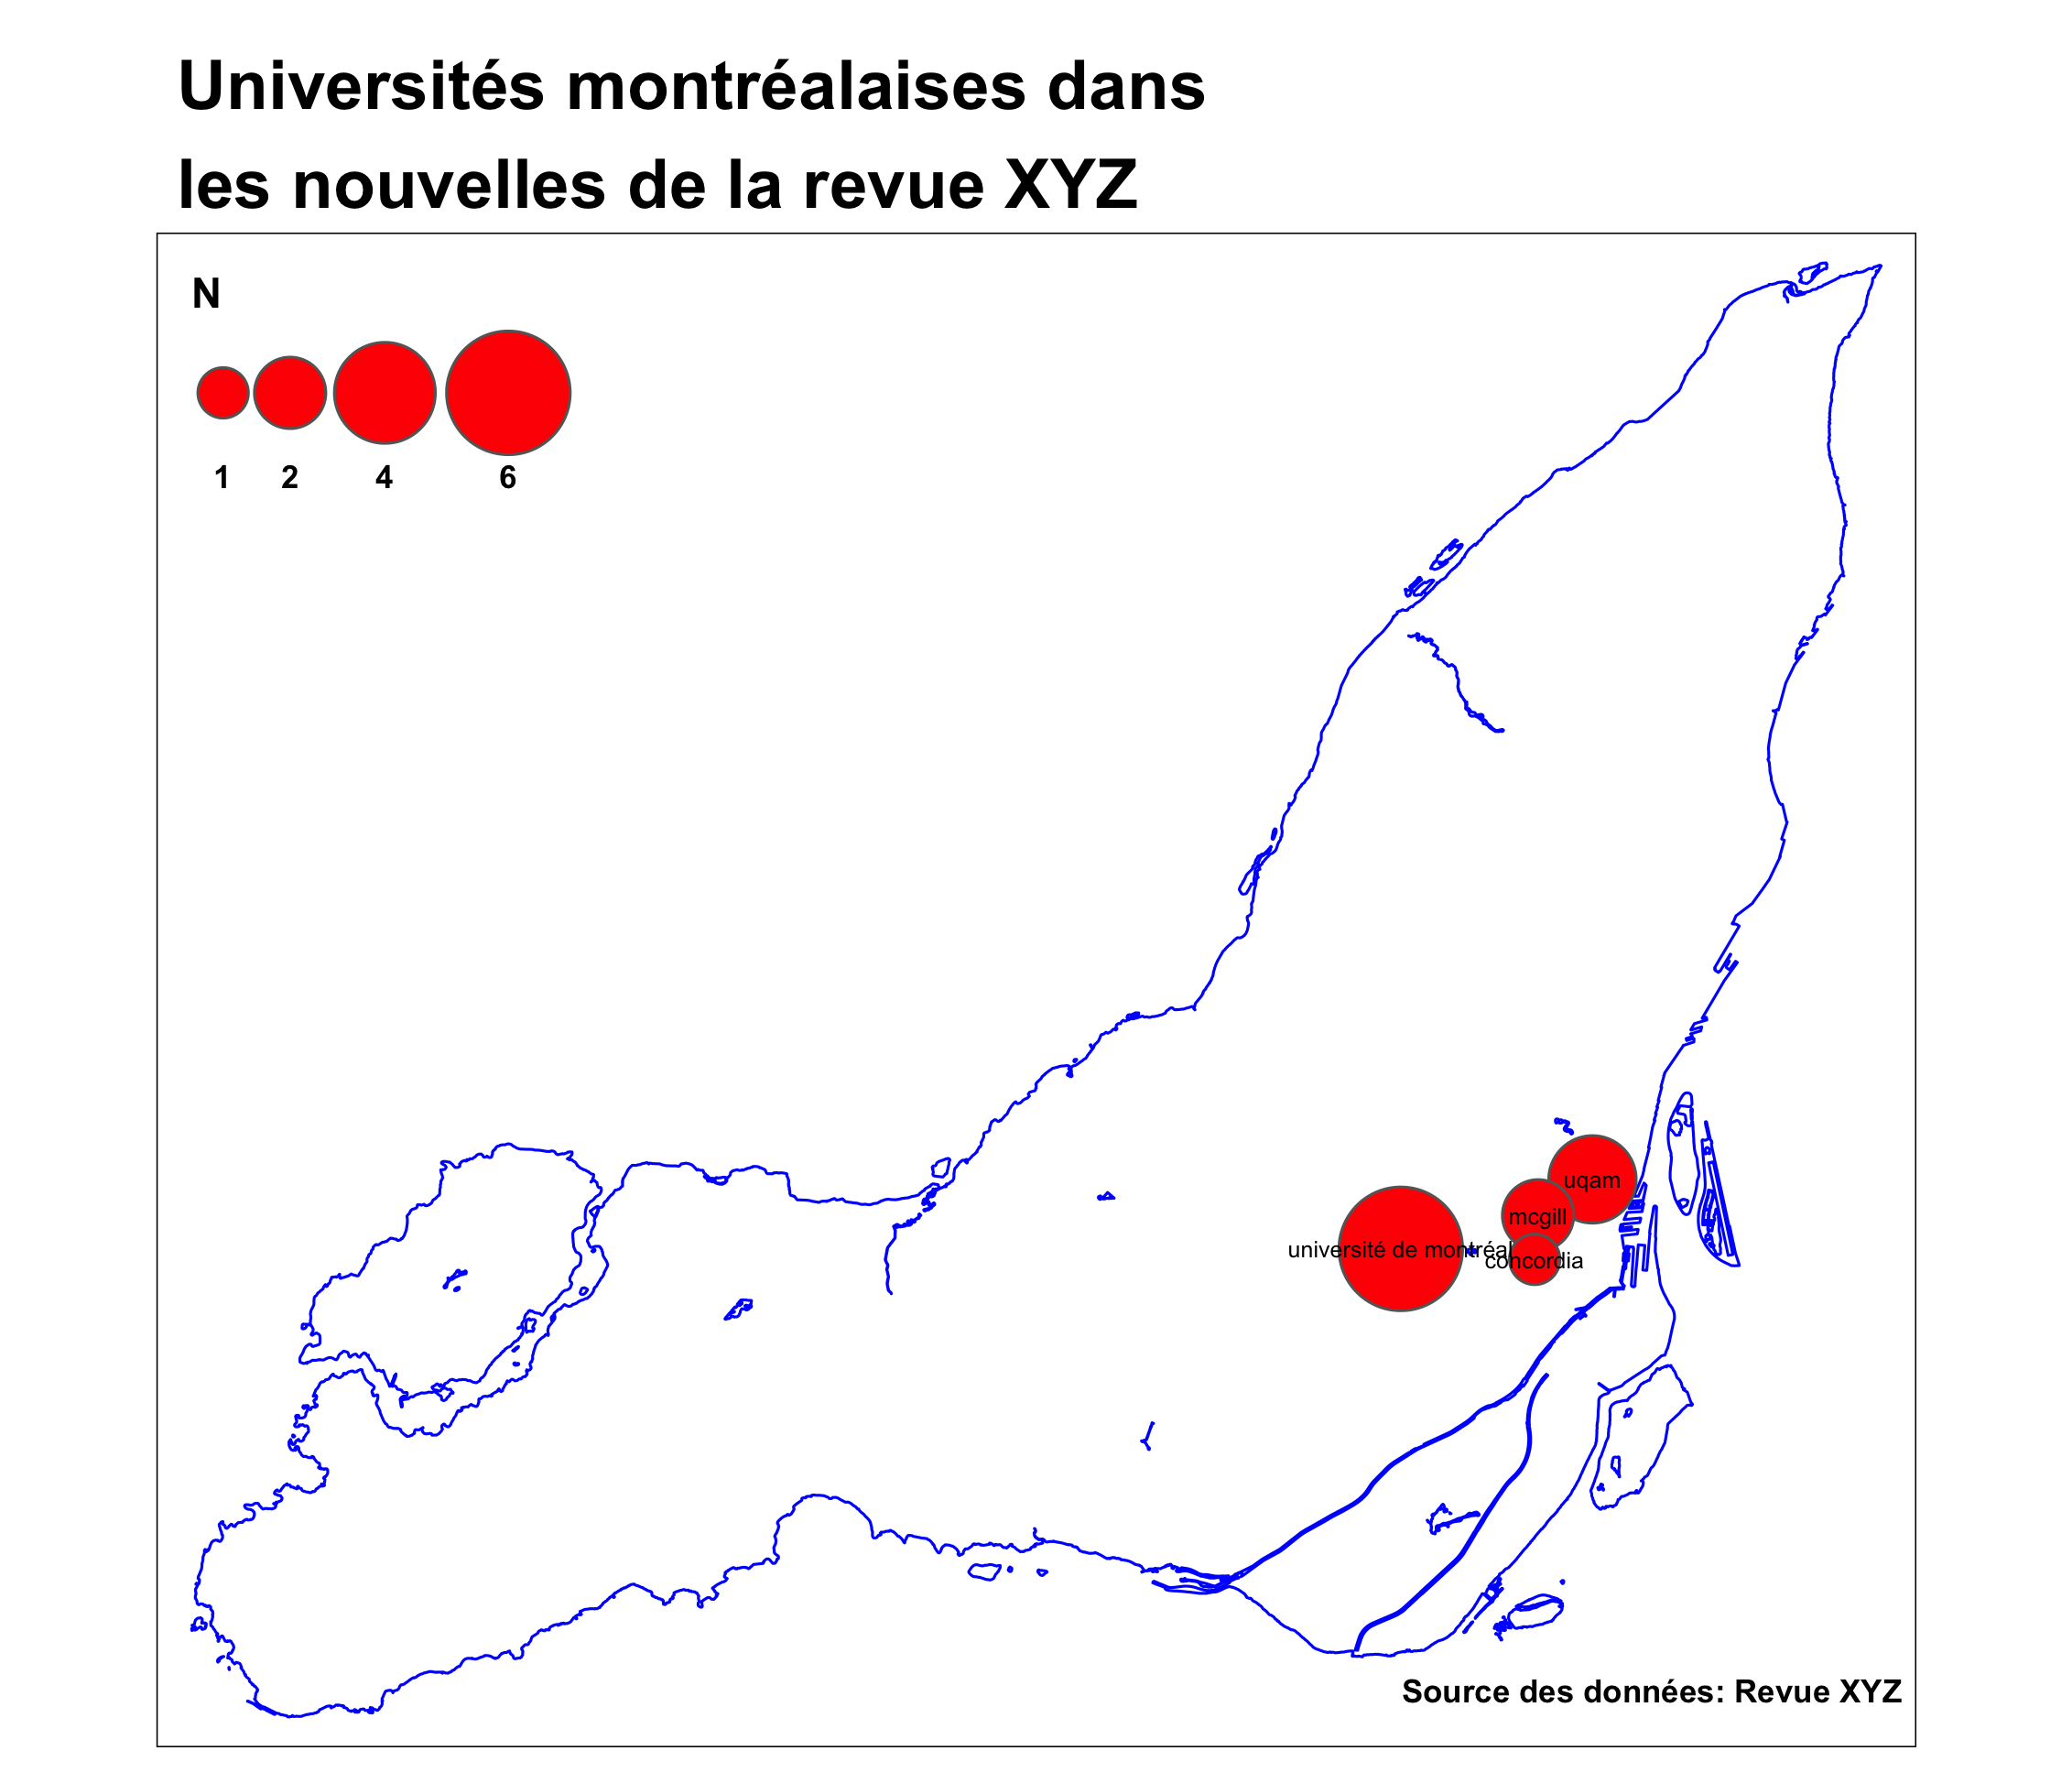 Universités montréalaises dans
les nouvelles de la revue XYZ
N
1 2 4 6
uqam
mcgill
université de montréal
concordia
Source des données: Revue XYZ